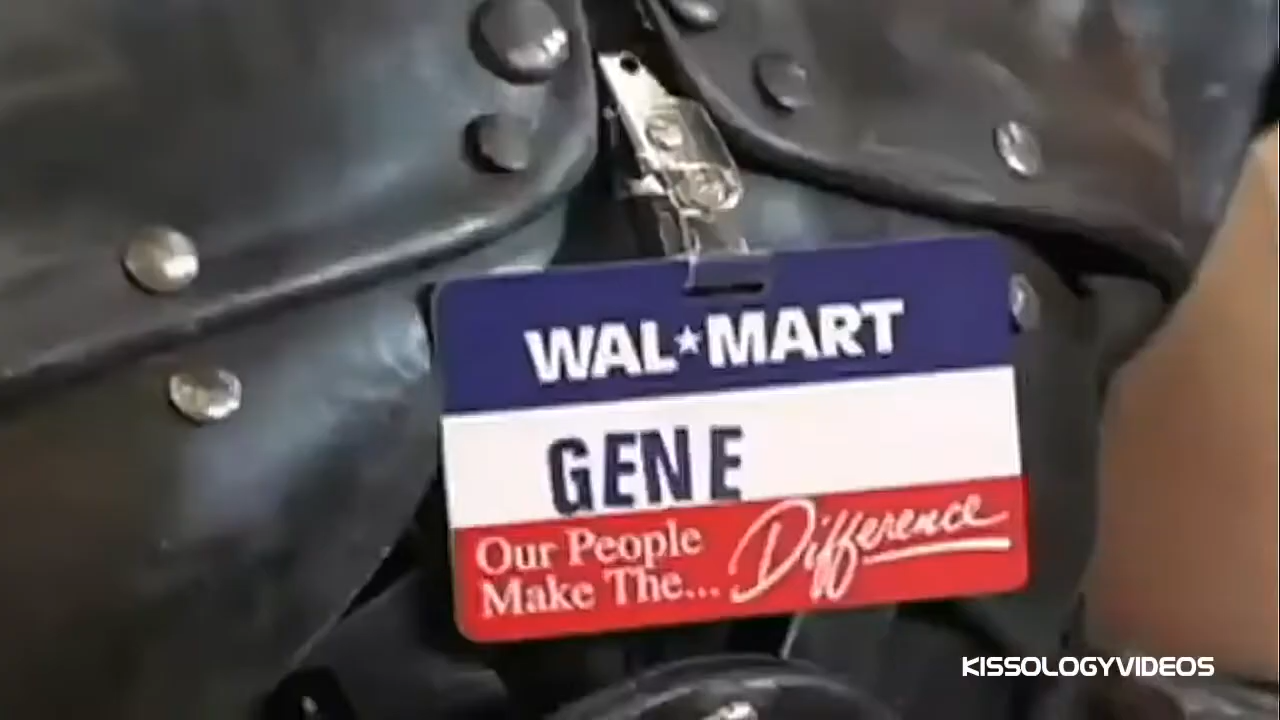 WAL★MART
GENE
Our People
Make The... Difference
KISSOLOGYVIDEOS